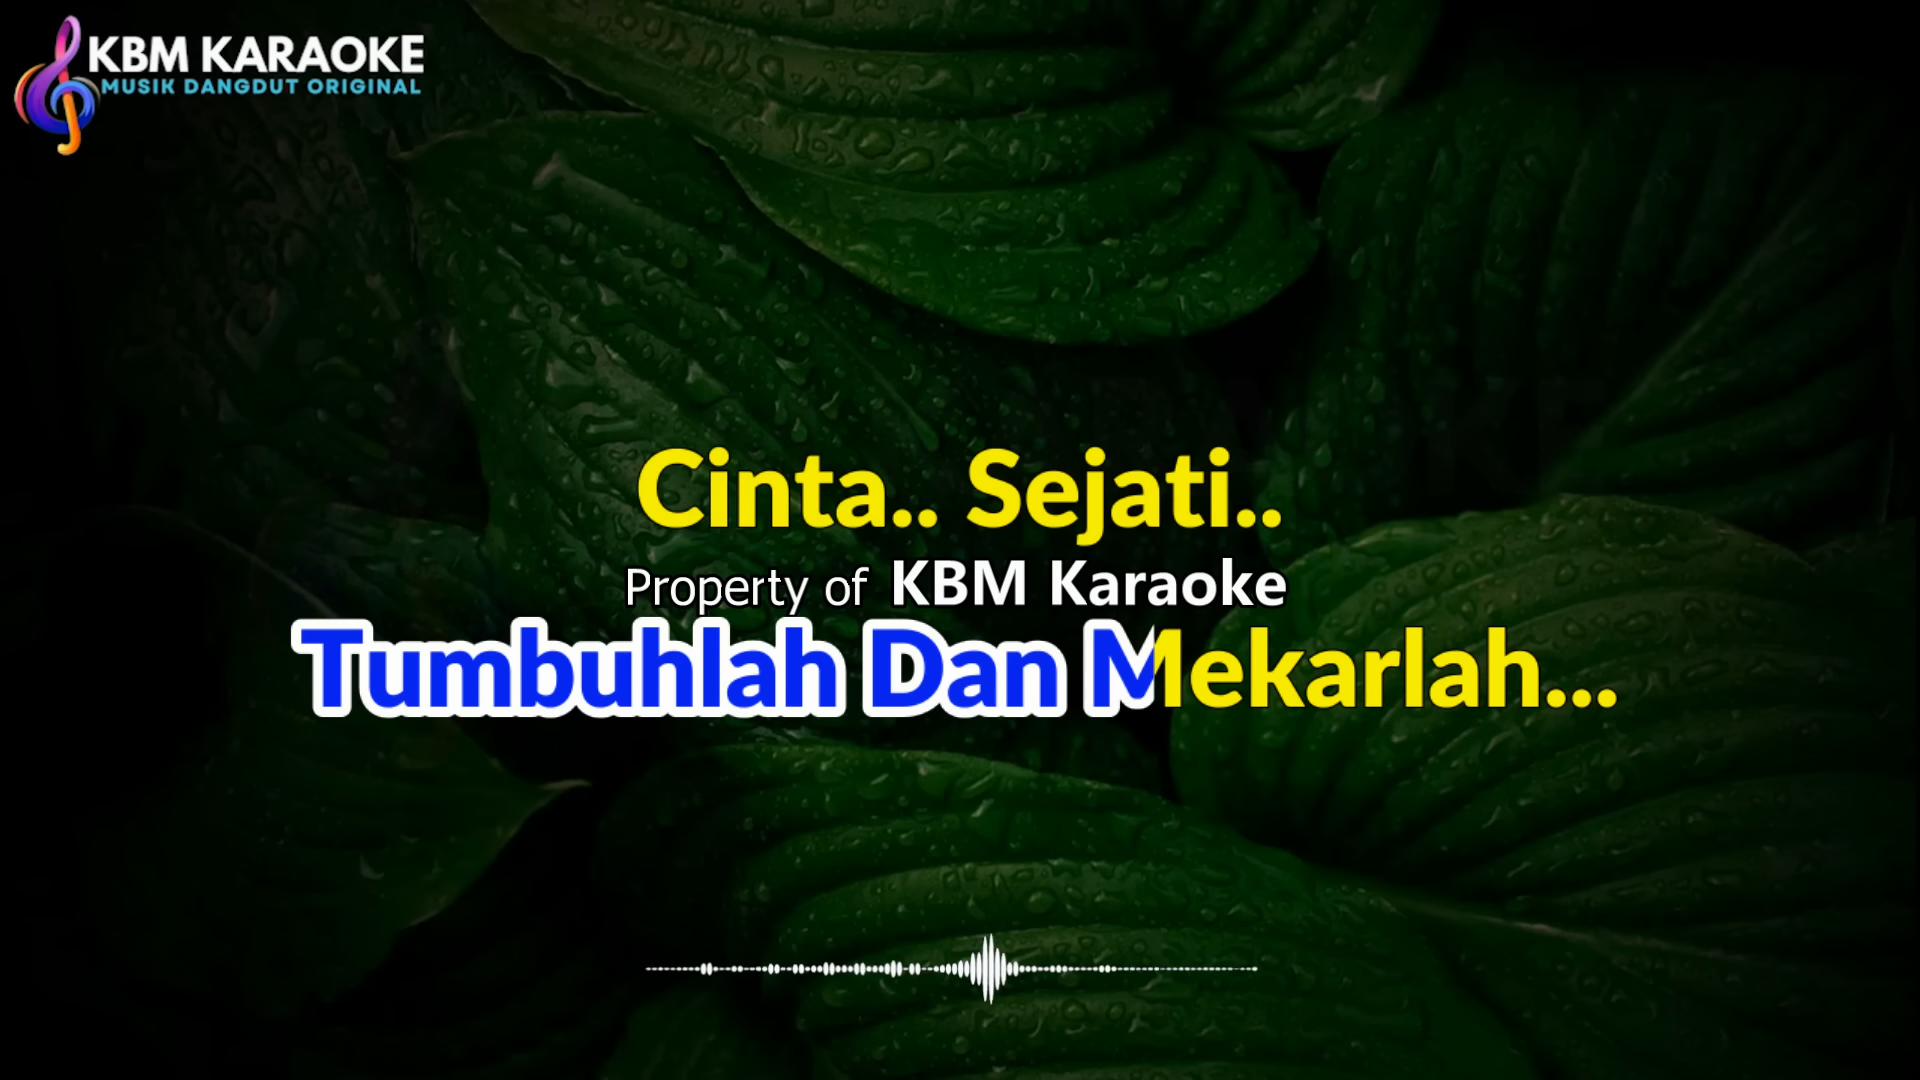 KBM KARAOKE
MUSIK DANGDUT ORIGINAL
Cinta.. Sejati..
Property of KBM Karaoke
Tumbuhlah Dan Mekarlah...